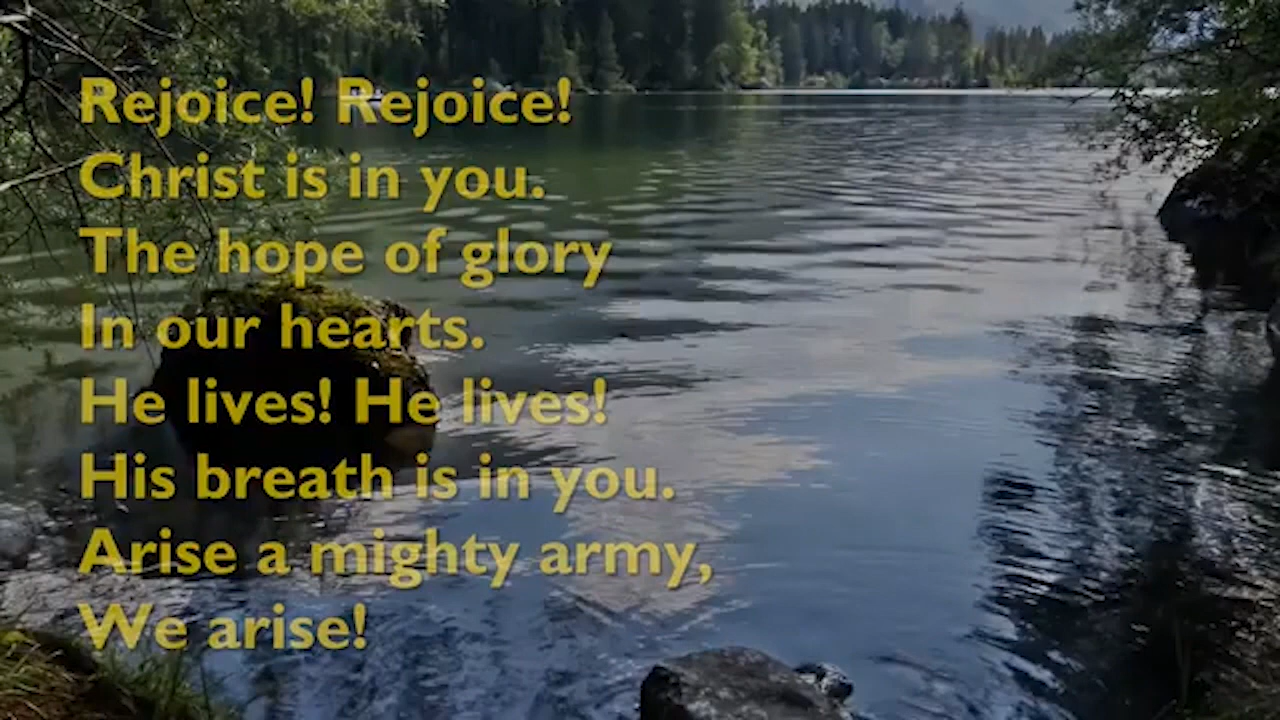 Rejoice! Rejoice!
Christ is in you.
The hope of glory
In our hearts.
He lives! He lives!
His breath is in you.
Arise a mighty army,
We arise!